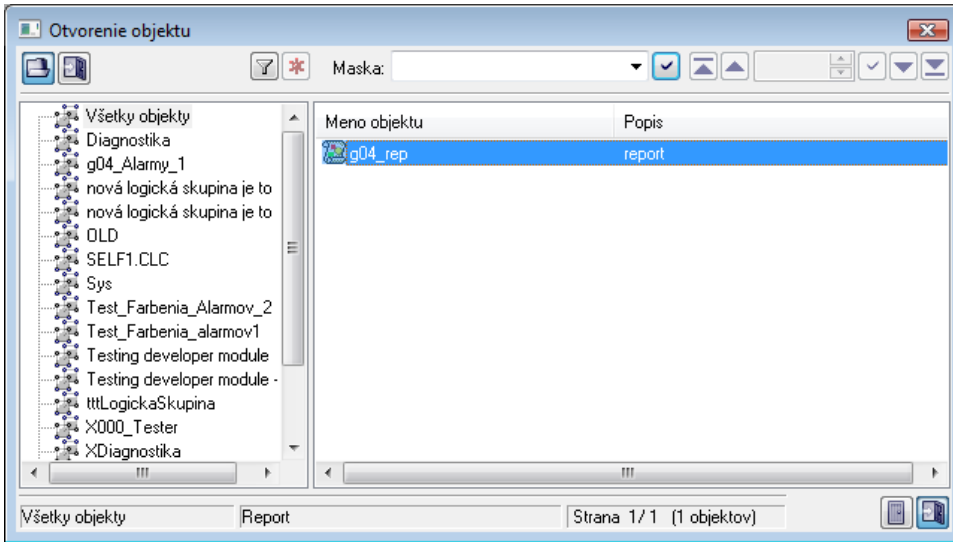 Otvorenie objektu
Maska:
Všetky objekty
Diagnostika
g04_Alarmy_1
nová logická skupina je to
nová logická skupina je to
OLD
SELF1.CLC
Sys
Test_Farbenia_Alarmov_2
Test_Farbenia_alarmov1
Testing developer module
Testing developer module -
tttLogickaSkupina
X000_Tester
XDiagnostika
Meno objektu Popis
g04_rep report
Všetky objekty Report Strana 1/ 1 (1 objektov)